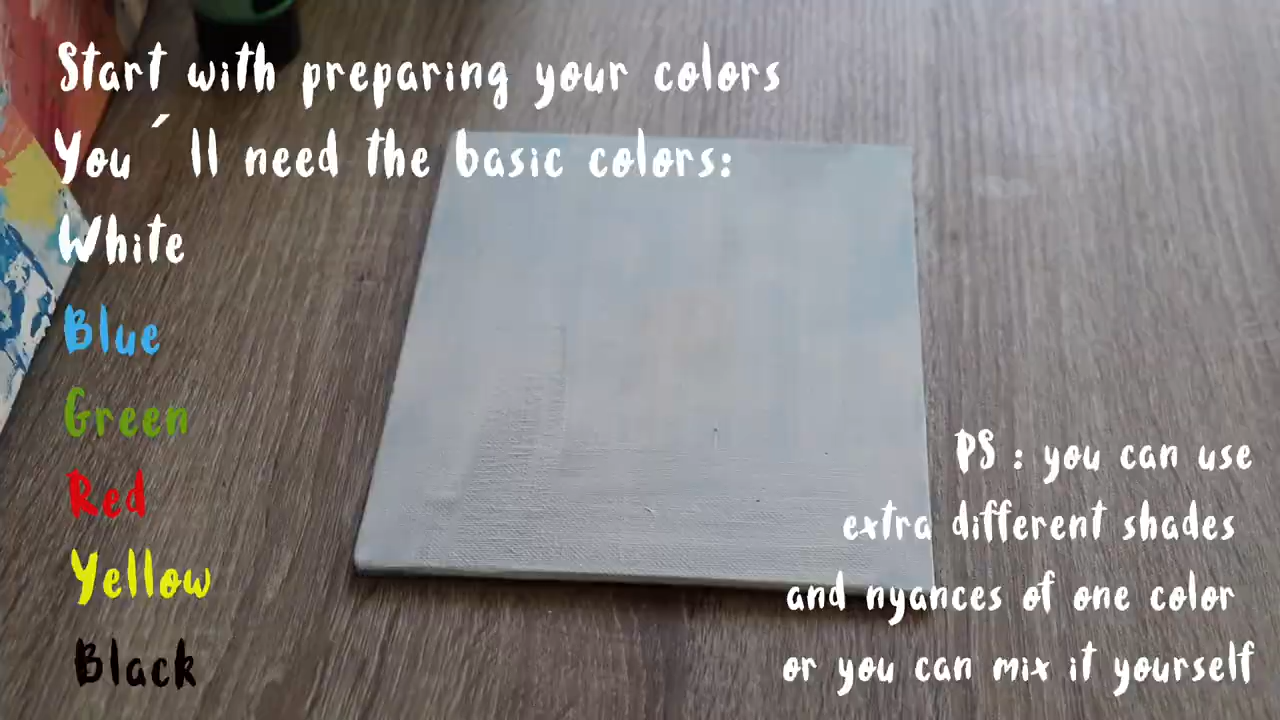 Start with preparing your colors
You´ll need the basic colors:
White
Blue
Green
Red
Yellow
Black
PS : you can use
extra different shades
and nyances of one color
or you can mix it yourself